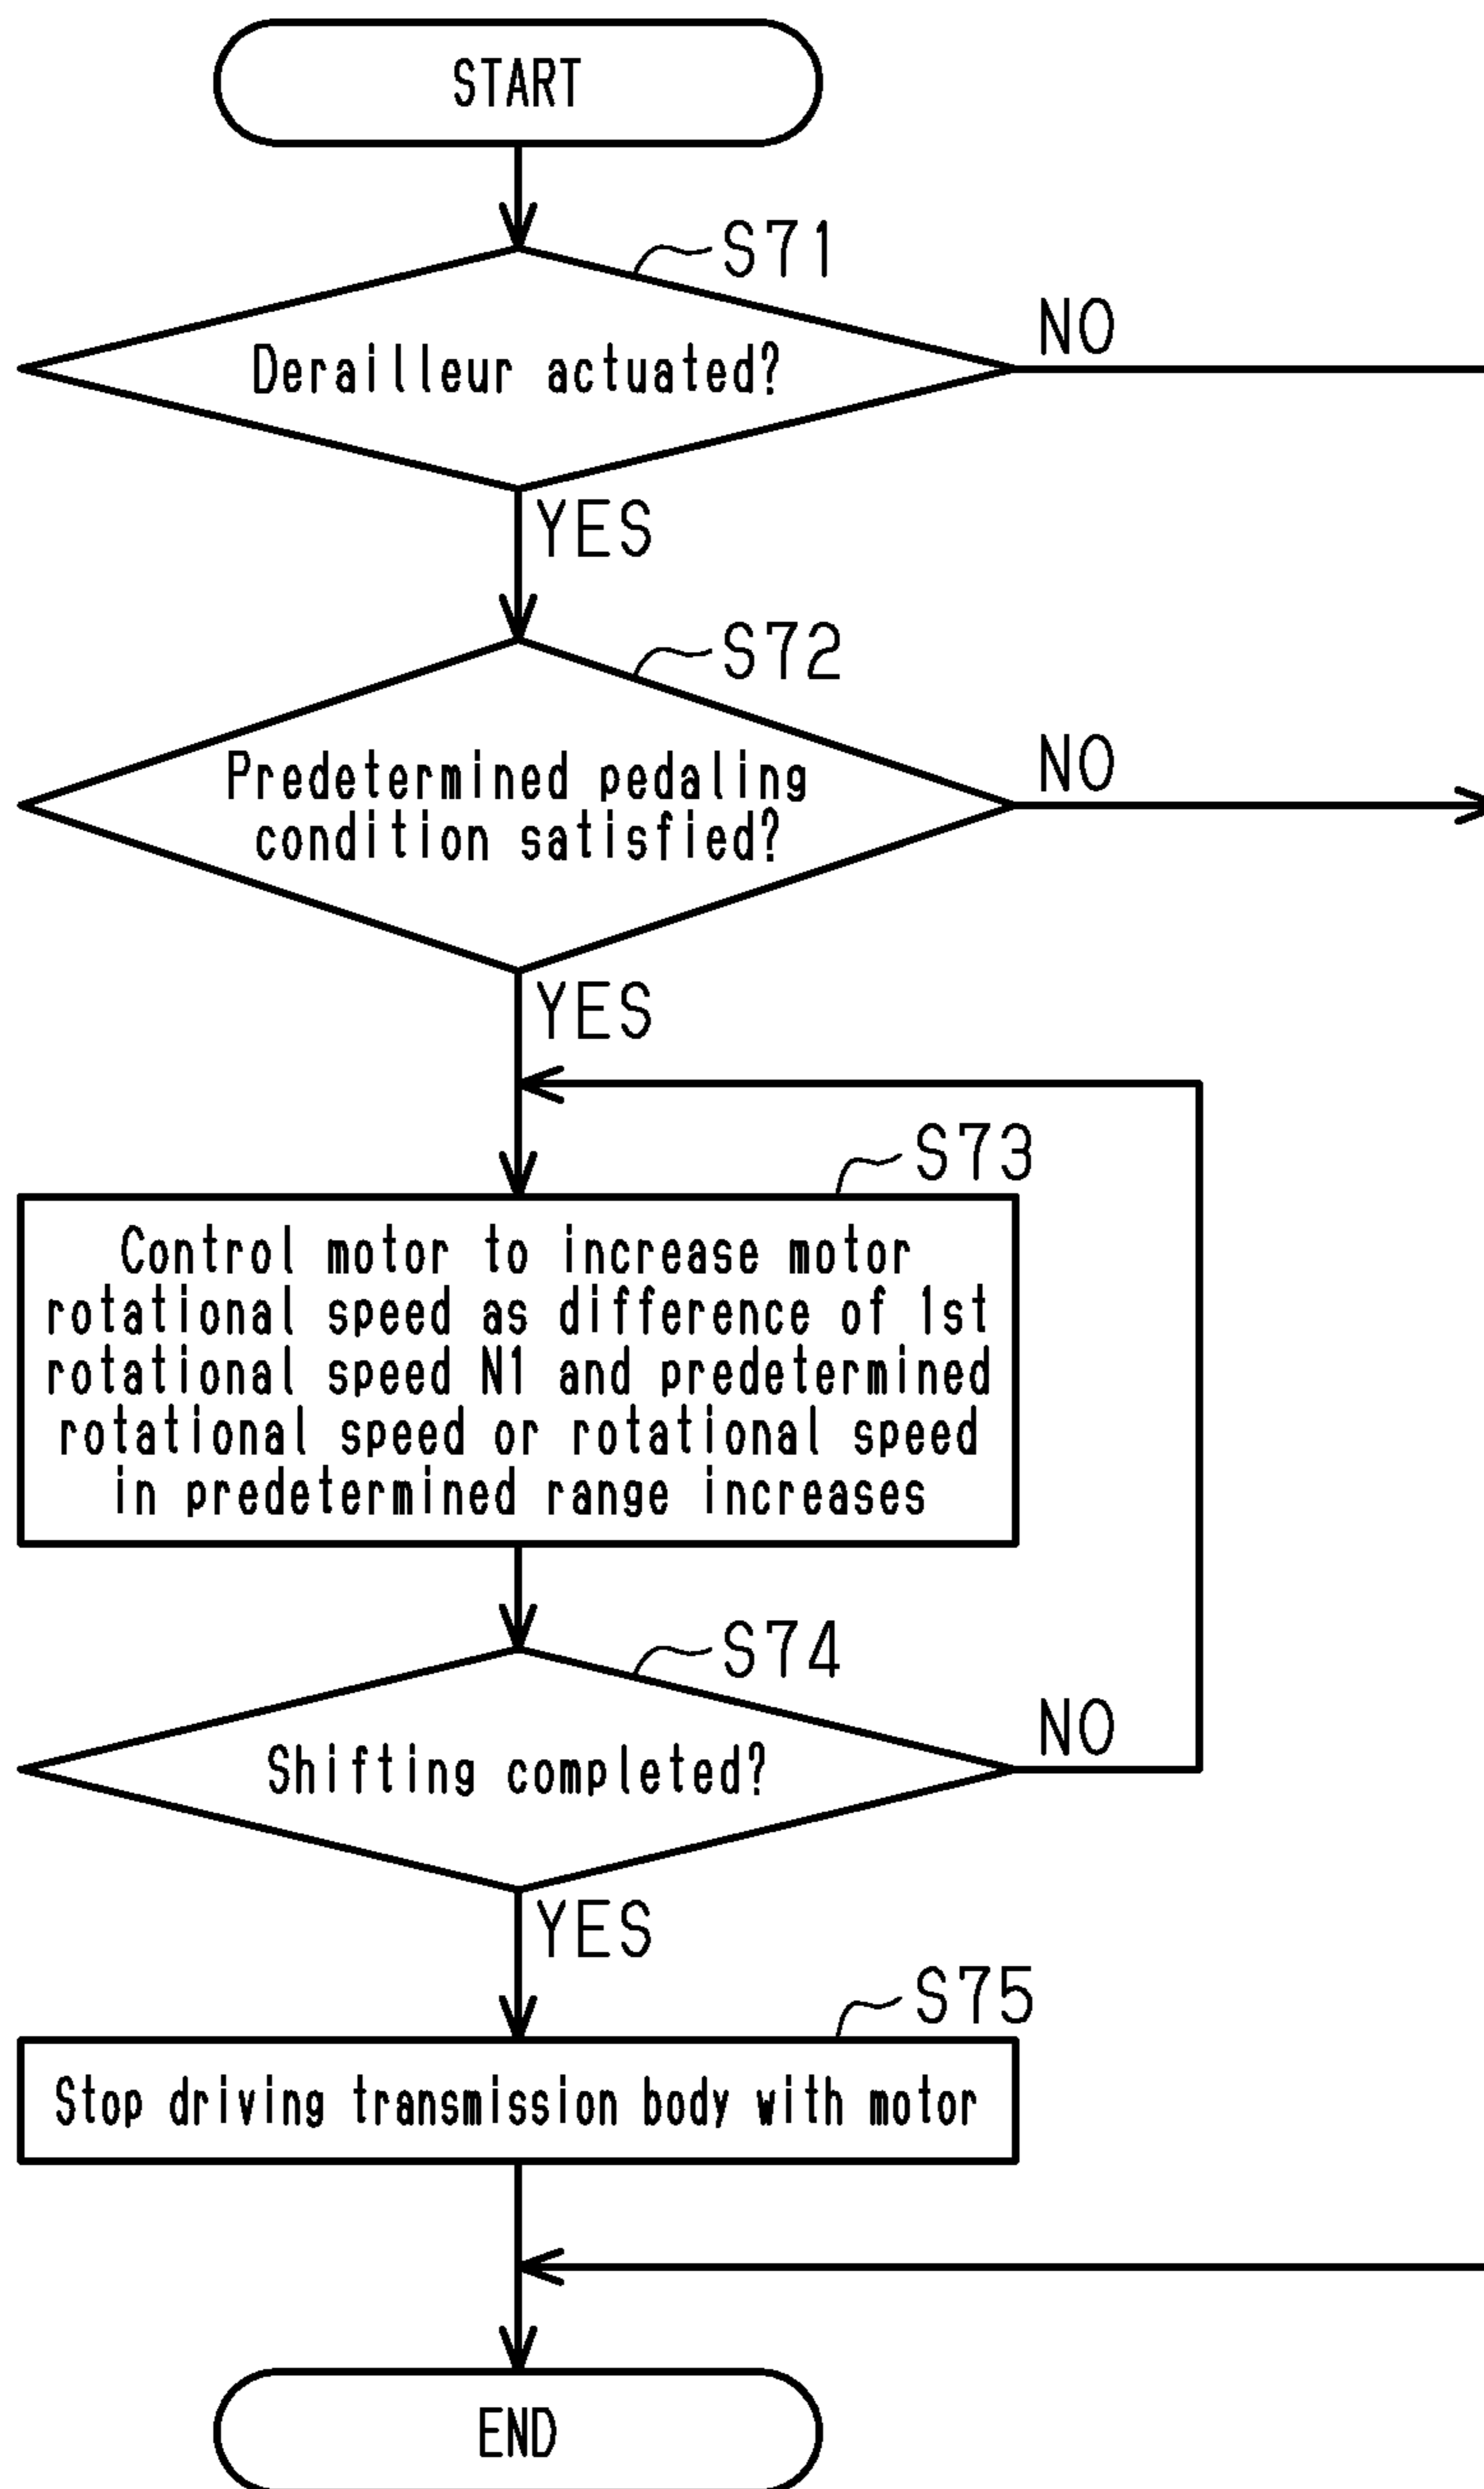 START
S71
Derailleur actuated?
NO
YES
S72
Predetermined pedaling
condition satisfied?
NO
YES
S73
Control motor to increase motor
rotational speed as difference of 1st
rotational speed N1 and predetermined
rotational speed or rotational speed
in predetermined range increases
S74
Shifting completed?
NO
YES
S75
Stop driving transmission body with motor
END